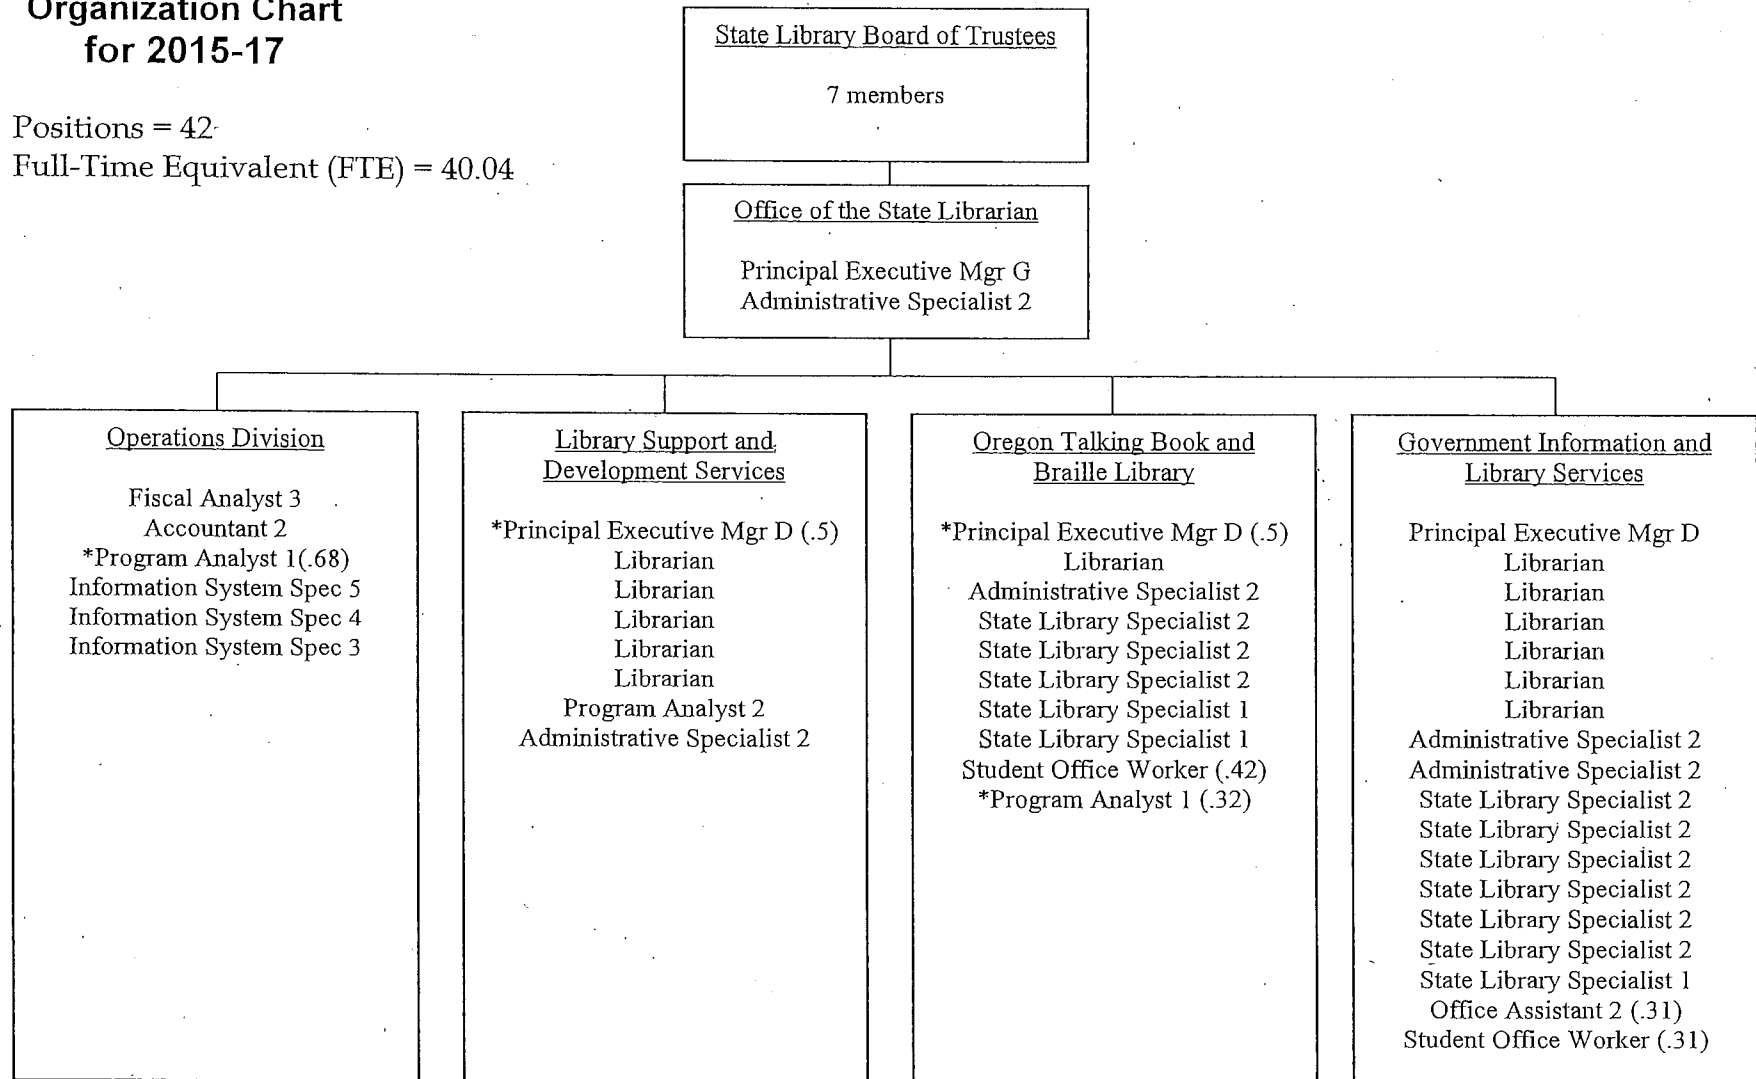 Organization Chart
for 2015-17
Positions = 42
Full-Time Equivalent (FTE) = 40.04
State Library Board of Trustees
7 members
Office of the State Librarian
Principal Executive Mgr G
Administrative Specialist 2
Operations Division
Fiscal Analyst 3
Accountant 2
*Program Analyst 1(.68)
Information System Spec 5
Information System Spec 4
Information System Spec 3
Library Support and
Development Services
*Principal Executive Mgr D (.5)
Librarian
Librarian
Librarian
Librarian
Librarian
Program Analyst 2
Administrative Specialist 2
Oregon Talking Book and
Braille Library
*Principal Executive Mgr D (.5)
Librarian
Administrative Specialist 2
State Library Specialist 2
State Library Specialist 2
State Library Specialist 2
State Library Specialist 1
State Library Specialist 1
Student Office Worker (.42)
*Program Analyst 1 (.32)
Government Information and
Library Services
Principal Executive Mgr D
Librarian
Librarian
Librarian
Librarian
Librarian
Librarian
Administrative Specialist 2
Administrative Specialist 2
State Library Specialist 2
State Library Specialist 2
State Library Specialist 2
State Library Specialist 2
State Library Specialist 2
State Library Specialist 2
State Library Specialist 1
Office Assistant 2 (.31)
Student Office Worker (.31)